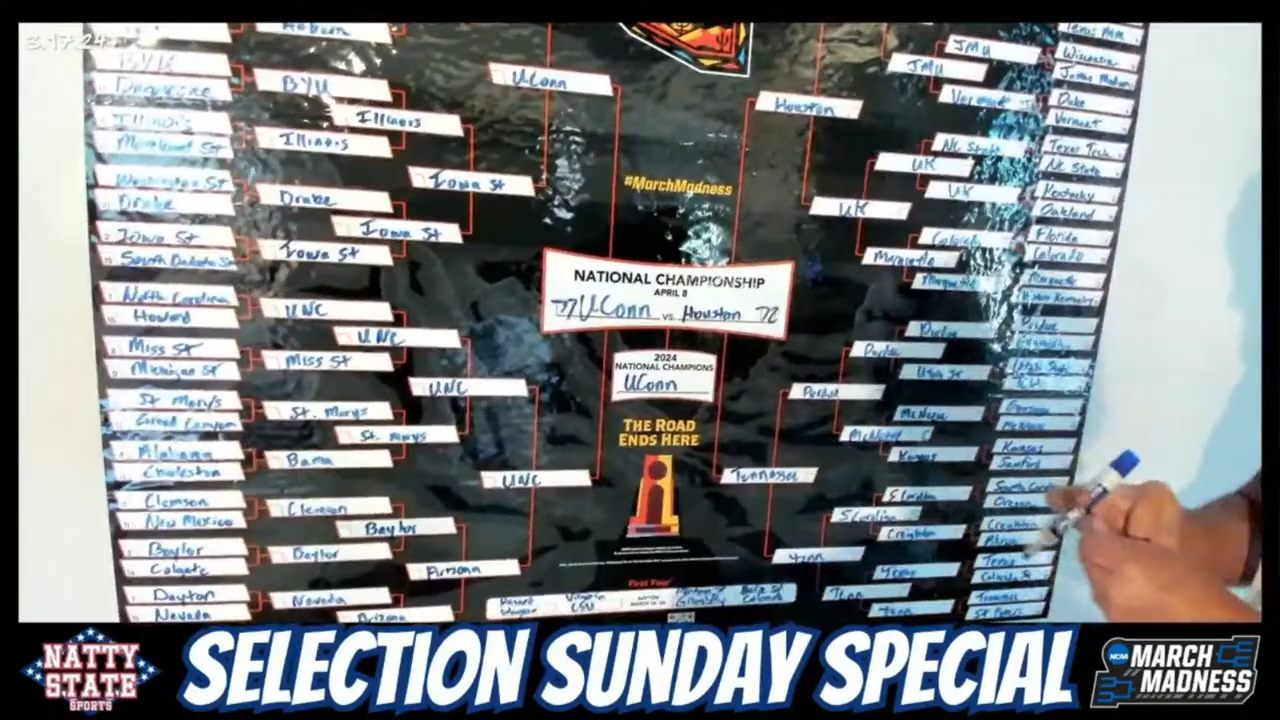 3.17.24
Auburn
BYU
Duquesne
Illinois
Morehead St
Washington St
Drake
Iowa St
South Dakota St
North Carolina
Howard
Miss St
Michigan St
St Mary's
Grand Canyon
Alabama
Charleston
Clemson
New Mexico
Baylor
Colgate
Dayton
Nevada
BYU
Illinois
Drake
Iowa St
UNC
Miss St
St. Marys
Bama
Clemson
Baylor
Nevada
Illinois
Iowa St
UNC
St. Marys
Baylor
Arizona
Iowa St
UNC
Arizona
UConn
UNC
#MarchMadness
NATIONAL CHAMPIONSHIP
APRIL 8
77 UConn vs. Houston 72
2024
NATIONAL CHAMPIONS
UConn
THE ROAD
ENDS HERE
First Four
Houston
Tennessee
UK
Purdue
Tenn
JMU
UK
Marquette
Purdue
McNeese
S Carolina
Tenn
JMU
Vermont
NC State
UK
Colorado
Marquette
Purdue
Utah St
McNeese
Kansas
S Carolina
Creighton
Texas
Tenn
Texas A&M
Wisconsin
James Madison
Duke
Vermont
Texas Tech
NC State
Kentucky
Oakland
Florida
Colorado
Marquette
Purdue
Utah State
TCU
Gonzaga
McNeese
Kansas
Samford
South Carolina
Oregon
Creighton
Akron
Texas
Colorado St
Tennessee
St Peters
NATTY
STATE
SPORTS
SELECTION SUNDAY SPECIAL
NCAA
MARCH
MADNESS